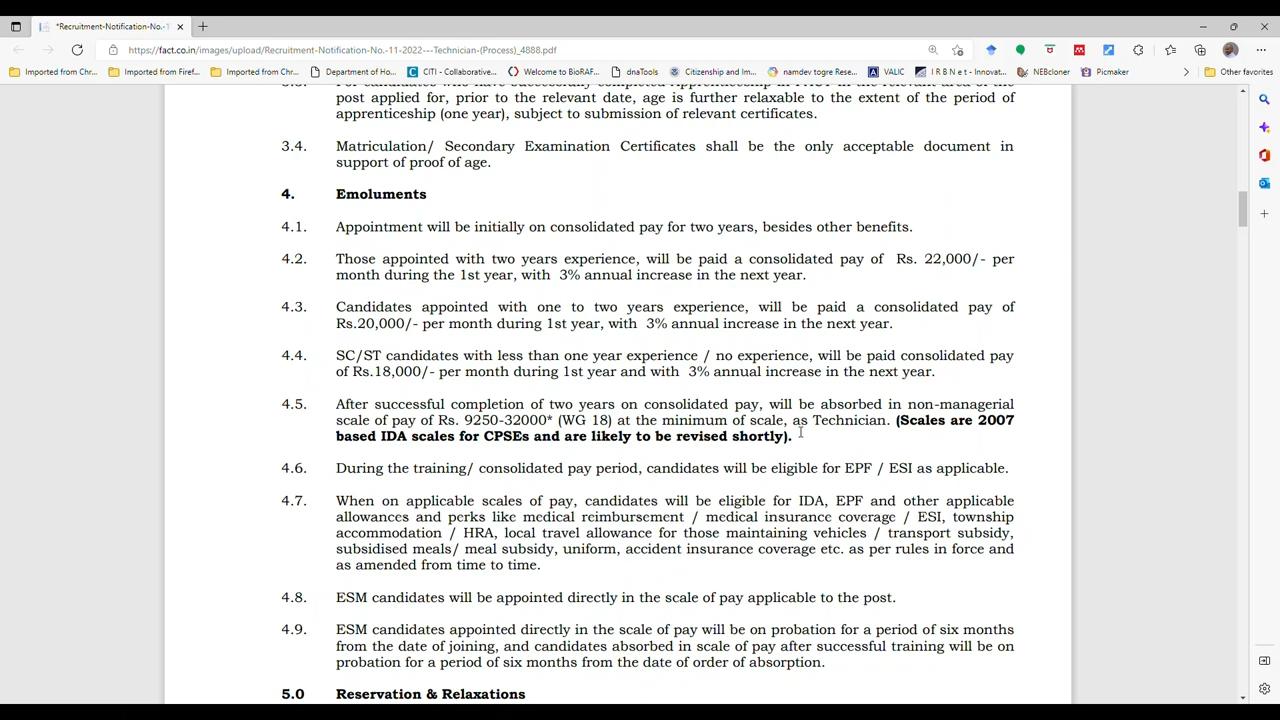 *Recruitment-Notification-No.-1
https://fact.co.in/images/upload/Recruitment-Notification-No.-11-2022---Technician-(Process)_4888.pdf
Imported from Chr... Imported from Firef... Imported from Chr... Department of Ho... CITI - Collaborative... Welcome to BioRAF... dnaTools Citizenship and Im... namdev togre Rese... VALIC I R B N e t - Innovat... NEBcloner Picmaker Other favorites
post applied for, prior to the relevant date, age is further relaxable to the extent of the period of
apprenticeship (one year), subject to submission of relevant certificates.
3.4. Matriculation/ Secondary Examination Certificates shall be the only acceptable document in
support of proof of age.
4. Emoluments
4.1. Appointment will be initially on consolidated pay for two years, besides other benefits.
4.2. Those appointed with two years experience, will be paid a consolidated pay of Rs. 22,000/- per
month during the 1st year, with 3% annual increase in the next year.
4.3. Candidates appointed with one to two years experience, will be paid a consolidated pay of
Rs.20,000/- per month during 1st year, with 3% annual increase in the next year.
4.4. SC/ST candidates with less than one year experience / no experience, will be paid consolidated pay
of Rs.18,000/- per month during 1st year and with 3% annual increase in the next year.
4.5. After successful completion of two years on consolidated pay, will be absorbed in non-managerial
scale of pay of Rs. 9250-32000* (WG 18) at the minimum of scale, as Technician. (Scales are 2007
based IDA scales for CPSEs and are likely to be revised shortly).
4.6. During the training/ consolidated pay period, candidates will be eligible for EPF / ESI as applicable.
4.7. When on applicable scales of pay, candidates will be eligible for IDA, EPF and other applicable
allowances and perks like medical reimbursement / medical insurance coverage / ESI, township
accommodation / HRA, local travel allowance for those maintaining vehicles / transport subsidy,
subsidised meals/ meal subsidy, uniform, accident insurance coverage etc. as per rules in force and
as amended from time to time.
4.8. ESM candidates will be appointed directly in the scale of pay applicable to the post.
4.9. ESM candidates appointed directly in the scale of pay will be on probation for a period of six months
from the date of joining, and candidates absorbed in scale of pay after successful training will be on
probation for a period of six months from the date of order of absorption.
5.0 Reservation & Relaxations